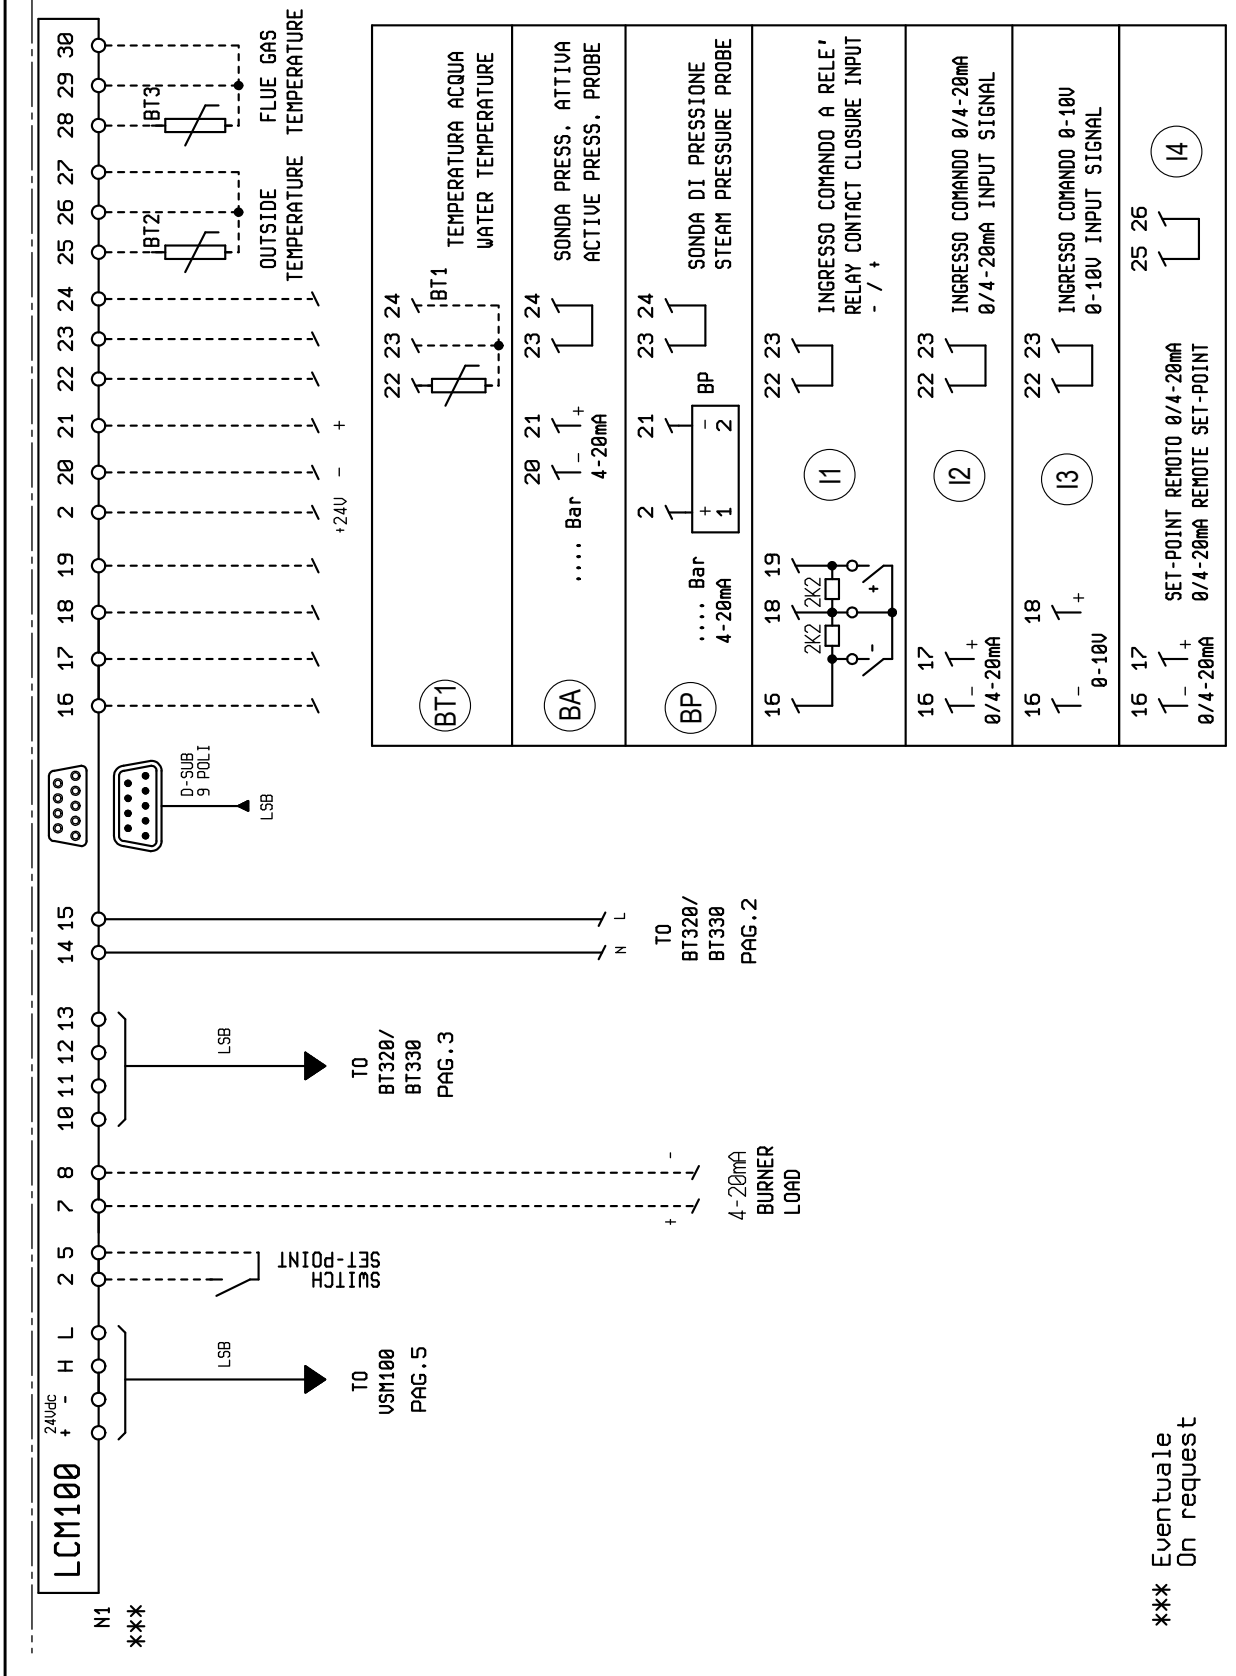 LCM100
N1
***
24Vdc
+ - H L 2 5 7 8 10 11 12 13 14 15 16 17 18 19 2 20 21 22 23 24 25 26 27 28 29 30
LSB
TO
VSM100
PAG.5
SWITCH
SET-POINT
+ -
4-20mA
BURNER
LOAD
LSB
TO
BT320/
BT330
PAG.3
N L
TO
BT320/
BT330
PAG.2
D-SUB
9 POLI
LSB
+24V - +
BT2
OUTSIDE
TEMPERATURE
BT3
FLUE GAS
TEMPERATURE
BT1
22 23 24
BT1
TEMPERATURA ACQUA
WATER TEMPERATURE
BA
.... Bar
20 21 23 24
- +
4-20mA
SONDA PRESS. ATTIVA
ACTIVE PRESS. PROBE
BP
.... Bar
4-20mA
2 21 23 24
+ -
1 2
BP
SONDA DI PRESSIONE
STEAM PRESSURE PROBE
16 18 19 22 23
2K2 2K2
- +
I1
INGRESSO COMANDO A RELE'
RELAY CONTACT CLOSURE INPUT
- / +
16 17 22 23
- +
0/4-20mA
I2
INGRESSO COMANDO 0/4-20mA
0/4-20mA INPUT SIGNAL
16 18 22 23
- +
0-10V
I3
INGRESSO COMANDO 0-10V
0-10V INPUT SIGNAL
16 17 25 26
- +
0/4-20mA
SET-POINT REMOTO 0/4-20mA
0/4-20mA REMOTE SET-POINT
I4
*** Eventuale
On request